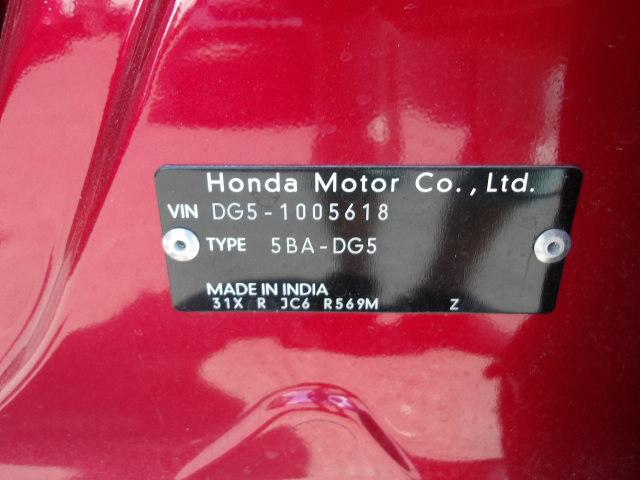 Honda Motor Co., Ltd.
VIN DG5-1005618
TYPE 5BA-DG5
MADE IN INDIA
31X R JC6 R569M Z